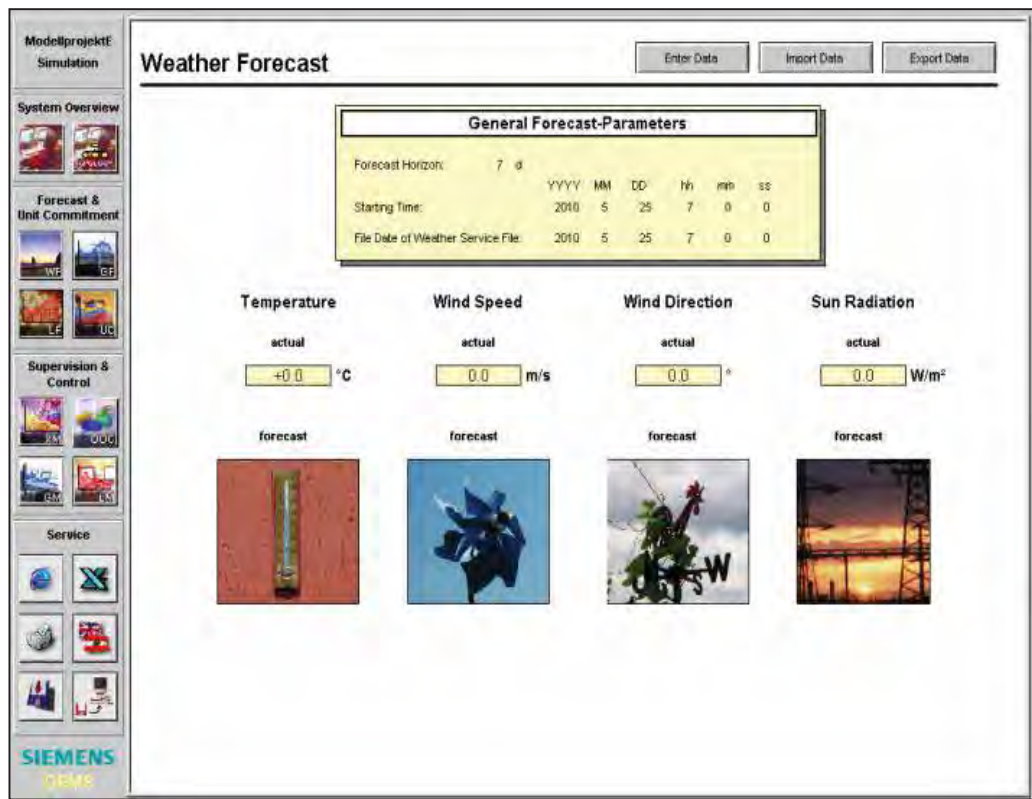 ModellprojektE
Simulation
System Overview
Forecast &
Unit Commitment
WF GF
LF UC
Supervision &
Control
OOC
GM LM
Service
SIEMENS
DEMS
Weather Forecast
Enter Data Import Data Export Data
General Forecast-Parameters
Forecast Horizon: 7 d
YYYY MM DD hh mm ss
Starting Time: 2010 5 25 7 0 0
File Date of Weather Service File: 2010 5 25 7 0 0
Temperature Wind Speed Wind Direction Sun Radiation
actual actual actual actual
+0.0 °C 0.0 m/s 0.0 ° 0.0 W/m²
forecast forecast forecast forecast
W